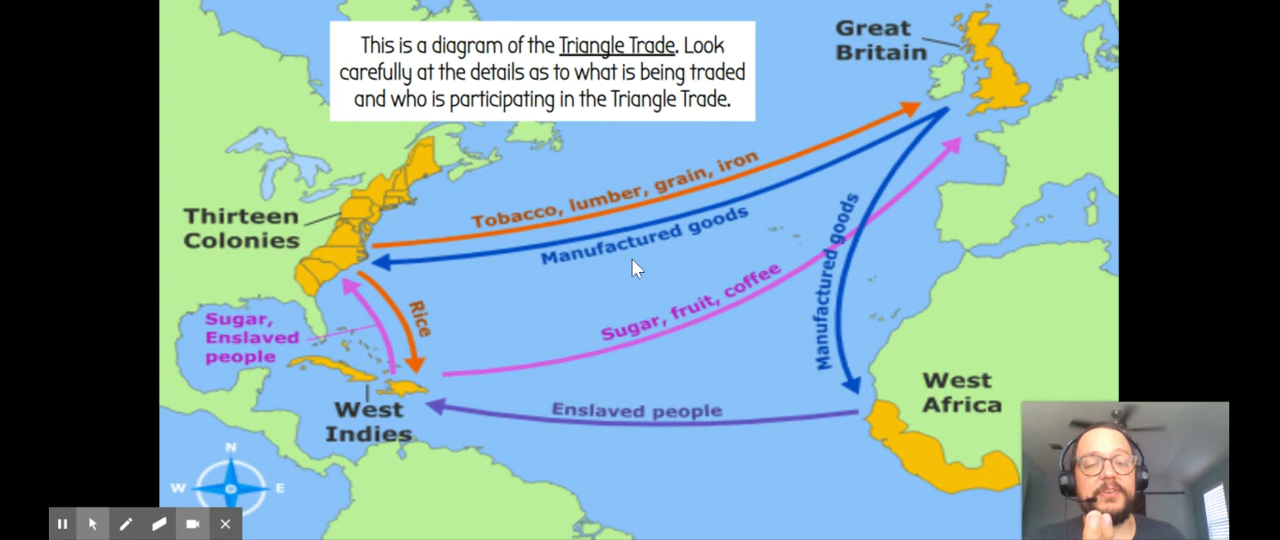 This is a diagram of the Triangle Trade. Look
carefully at the details as to what is being traded
and who is participating in the Triangle Trade.
Great
Britain
Thirteen
Colonies
Tobacco, lumber, grain, iron
Manufactured goods
Manufactured goods
Sugar, fruit, coffee
Rice
Sugar,
Enslaved
people
West
Indies
Enslaved people
West
Africa
N
W
E